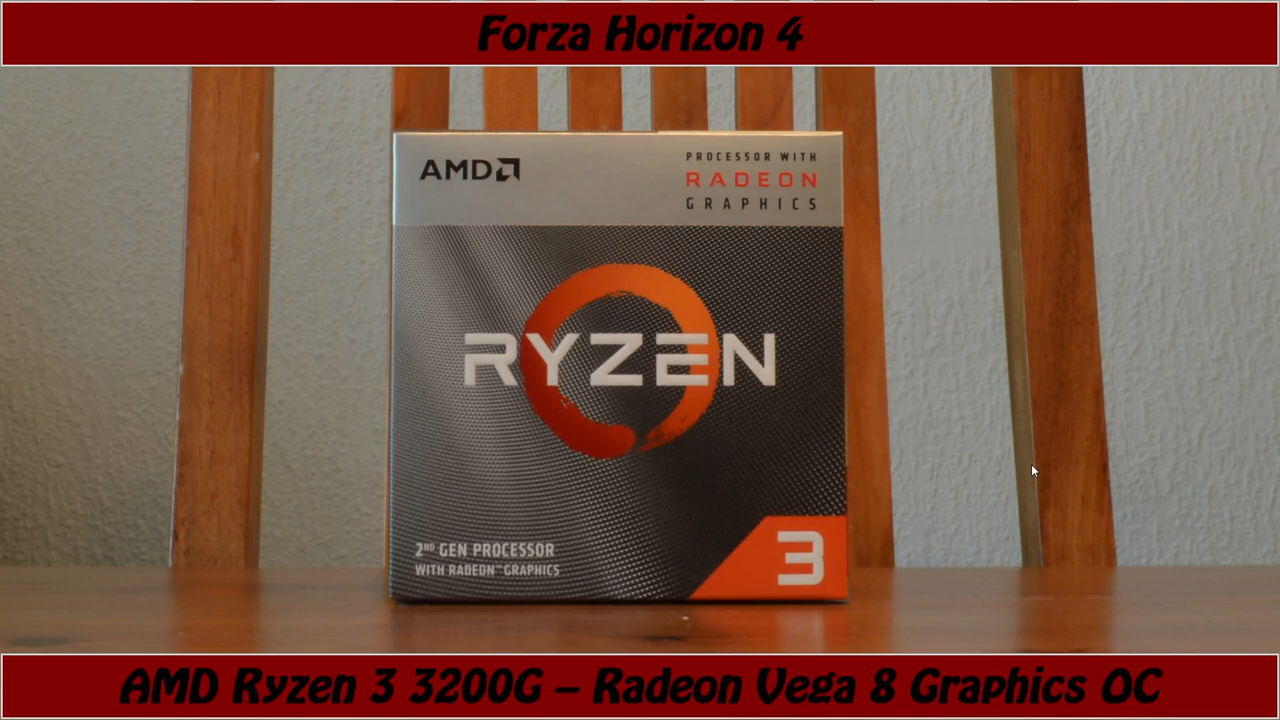 Forza Horizon 4
AMD
PROCESSOR WITH
RADEON
GRAPHICS
RYZEN
2ND GEN PROCESSOR
WITH RADEON™ GRAPHICS
3
AMD Ryzen 3 3200G – Radeon Vega 8 Graphics OC